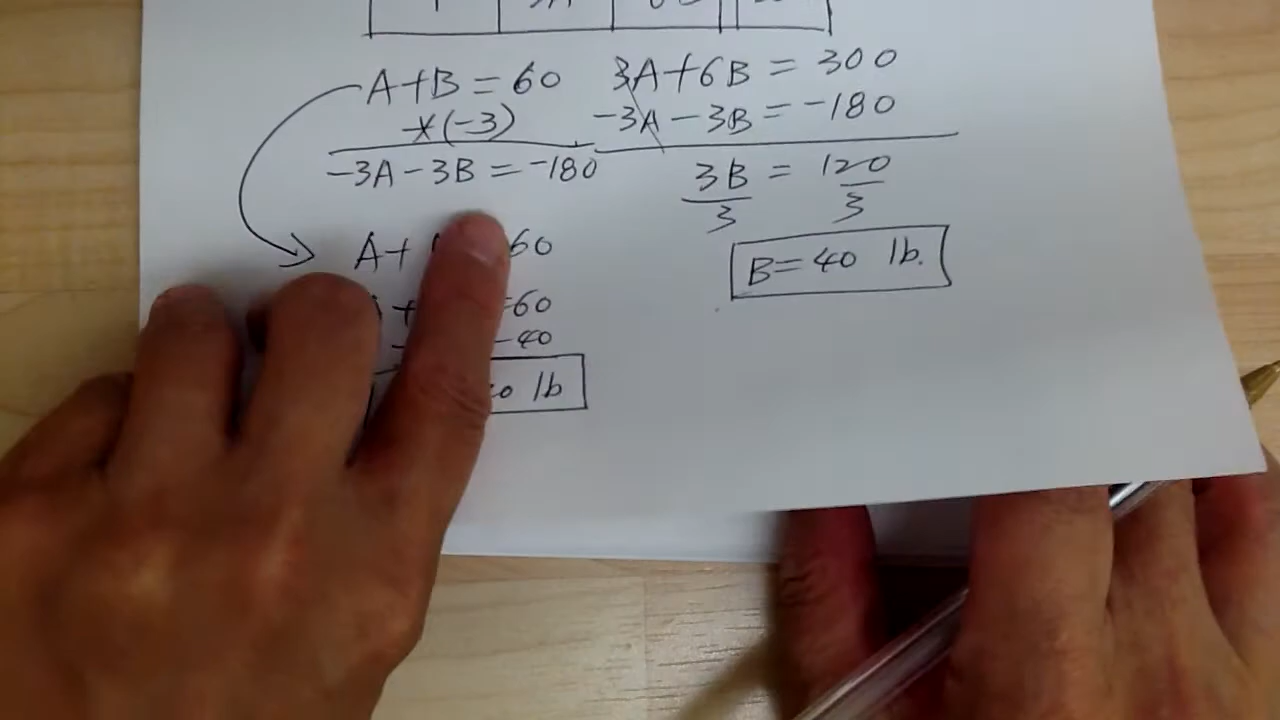 A+B = 60
*(-3)
-3A - 3B = -180
A+ 60
+ =60
- -40
lb
3A+6B = 300
-3A - 3B = -180
3B = 120
3 3
B= 40 lb.